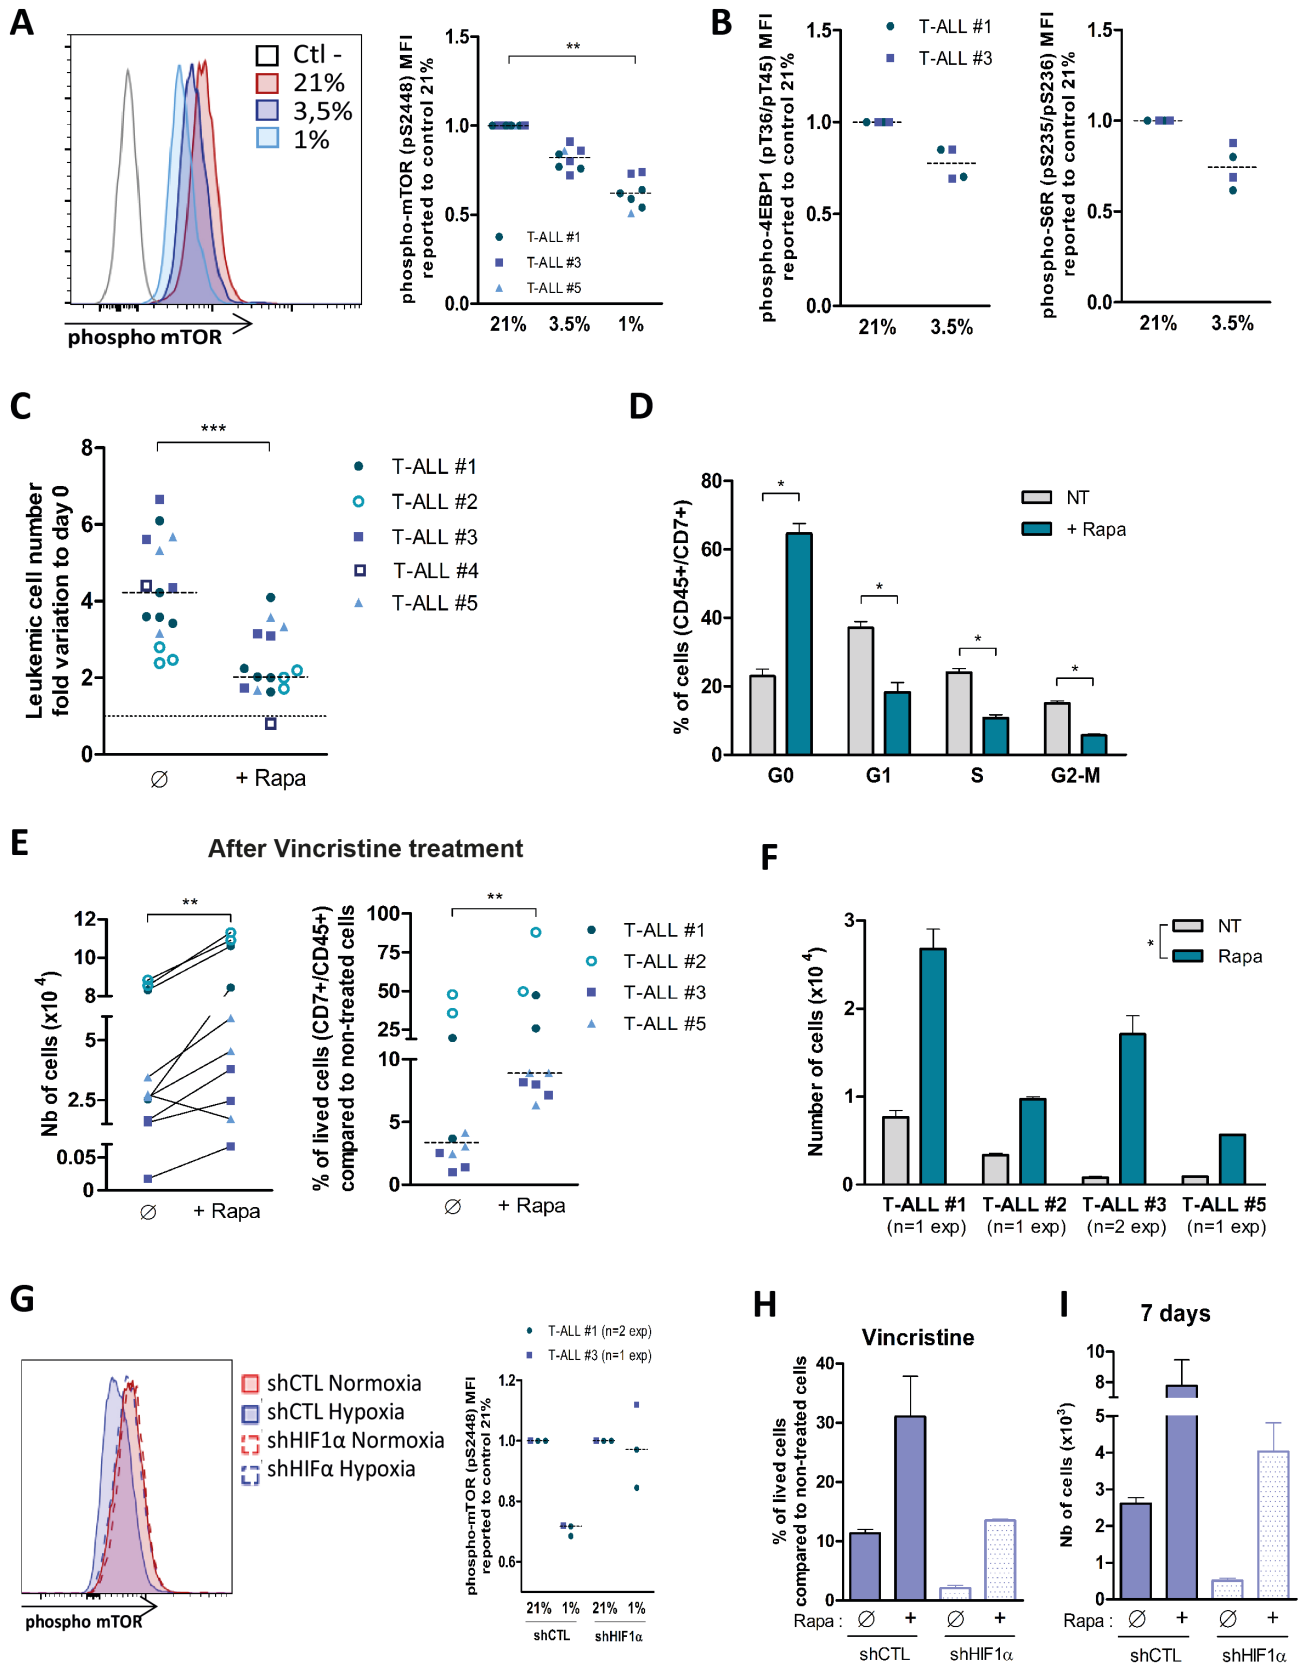 A
Ctl -
21%
3,5%
1%
phospho mTOR
phospho-mTOR (pS2448) MFI
reported to control 21%
1.5
1.0
0.5
0.0
**
T-ALL #1
T-ALL #3
T-ALL #5
21% 3.5% 1%
B
phospho-4EBP1 (pT36/pT45) MFI
reported to control 21%
1.5
1.0
0.5
0.0
T-ALL #1
T-ALL #3
21% 3.5%
phospho-S6R (pS235/pS236) MFI
reported to control 21%
1.5
1.0
0.5
0.0
21% 3.5%
C
Leukemic cell number
fold variation to day 0
8
6
4
2
0
***
∅ + Rapa
T-ALL #1
T-ALL #2
T-ALL #3
T-ALL #4
T-ALL #5
D
% of cells (CD45+/CD7+)
80
60
40
20
0
* * * *
NT
+ Rapa
G0 G1 S G2-M
E
After Vincristine treatment
Nb of cells (x10 4)
12
10
8
5
2.5
0.05
0
**
∅ + Rapa
% of lived cells (CD7+/CD45+)
compared to non-treated cells
100
75
50
25
10
5
0
**
∅ + Rapa
T-ALL #1
T-ALL #2
T-ALL #3
T-ALL #5
F
Number of cells (x10 4)
3
2
1
0
*
NT
Rapa
T-ALL #1 T-ALL #2 T-ALL #3 T-ALL #5
(n=1 exp) (n=1 exp) (n=2 exp) (n=1 exp)
G
shCTL Normoxia
shCTL Hypoxia
shHIF1α Normoxia
shHIFα Hypoxia
phospho mTOR
T-ALL #1 (n=2 exp)
T-ALL #3 (n=1 exp)
phospho-mTOR (pS2448) MFI
reported to control 21%
1.2
1.0
0.8
0.6
21% 1% 21% 1%
shCTL shHIF1α
H
Vincristine
% of lived cells
compared to non-treated cells
40
30
20
10
0
Rapa : ∅ + ∅ +
shCTL shHIF1α
I
7 days
Nb of cells (x10³)
10
8
5
4
3
2
1
0
Rapa : ∅ + ∅ +
shCTL shHIF1α